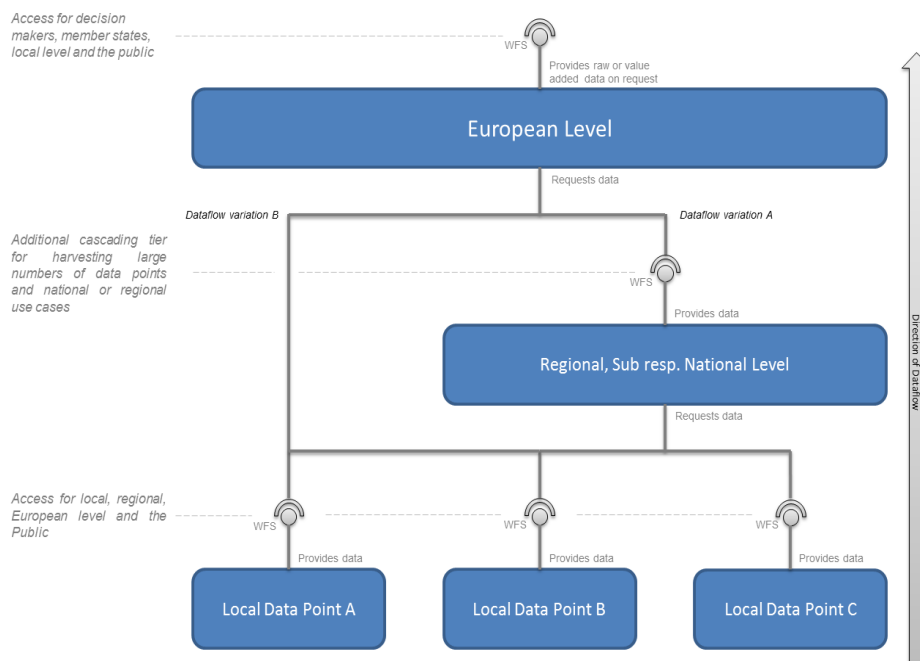 Access for decision
makers, member states,
local level and the public
WFS
Provides raw or value
added data on request
European Level
Requests data
Dataflow variation B
Dataflow variation A
Additional cascading tier
for harvesting large
numbers of data points
and national or regional
use cases
WFS
Provides data
Regional, Sub resp. National Level
Requests data
Direction of Dataflow
Access for local, regional,
European level and the
Public
WFS
WFS
WFS
Provides data
Provides data
Provides data
Local Data Point A
Local Data Point B
Local Data Point C